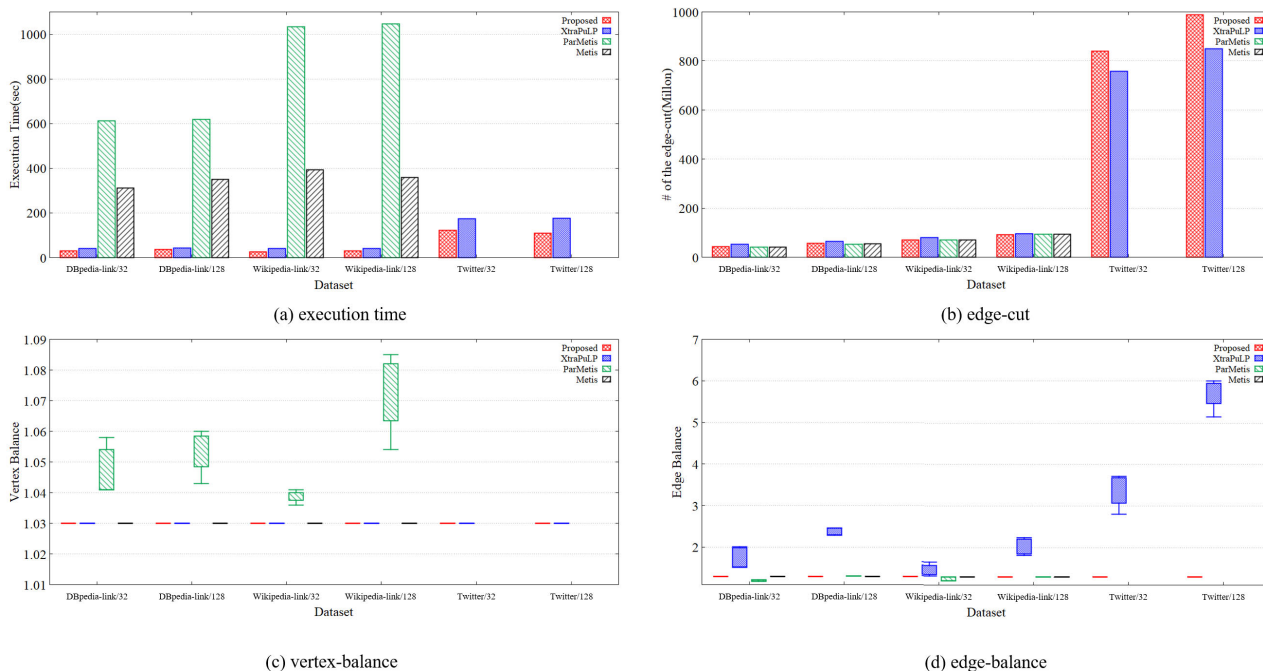 Proposed
XtraPuLP
ParMetis
Metis
1000
800
600
400
200
0
Execution Time(sec)
DBpedia-link/32
DBpedia-link/128
Wikipedia-link/32
Wikipedia-link/128
Twitter/32
Twitter/128
Dataset
(a) execution time
Proposed
XtraPuLP
ParMetis
Metis
1000
800
600
400
200
0
# of the edge-cut(Millon)
DBpedia-link/32
DBpedia-link/128
Wikipedia-link/32
Wikipedia-link/128
Twitter/32
Twitter/128
Dataset
(b) edge-cut
Proposed
XtraPuLP
ParMetis
Metis
1.09
1.08
1.07
1.06
1.05
1.04
1.03
1.02
1.01
Vertex Balance
DBpedia-link/32
DBpedia-link/128
Wikipedia-link/32
Wikipedia-link/128
Twitter/32
Twitter/128
Dataset
(c) vertex-balance
Proposed
XtraPuLP
ParMetis
Metis
7
6
5
4
3
2
Edge Balance
DBpedia-link/32
DBpedia-link/128
Wikipedia-link/32
Wikipedia-link/128
Twitter/32
Twitter/128
Dataset
(d) edge-balance